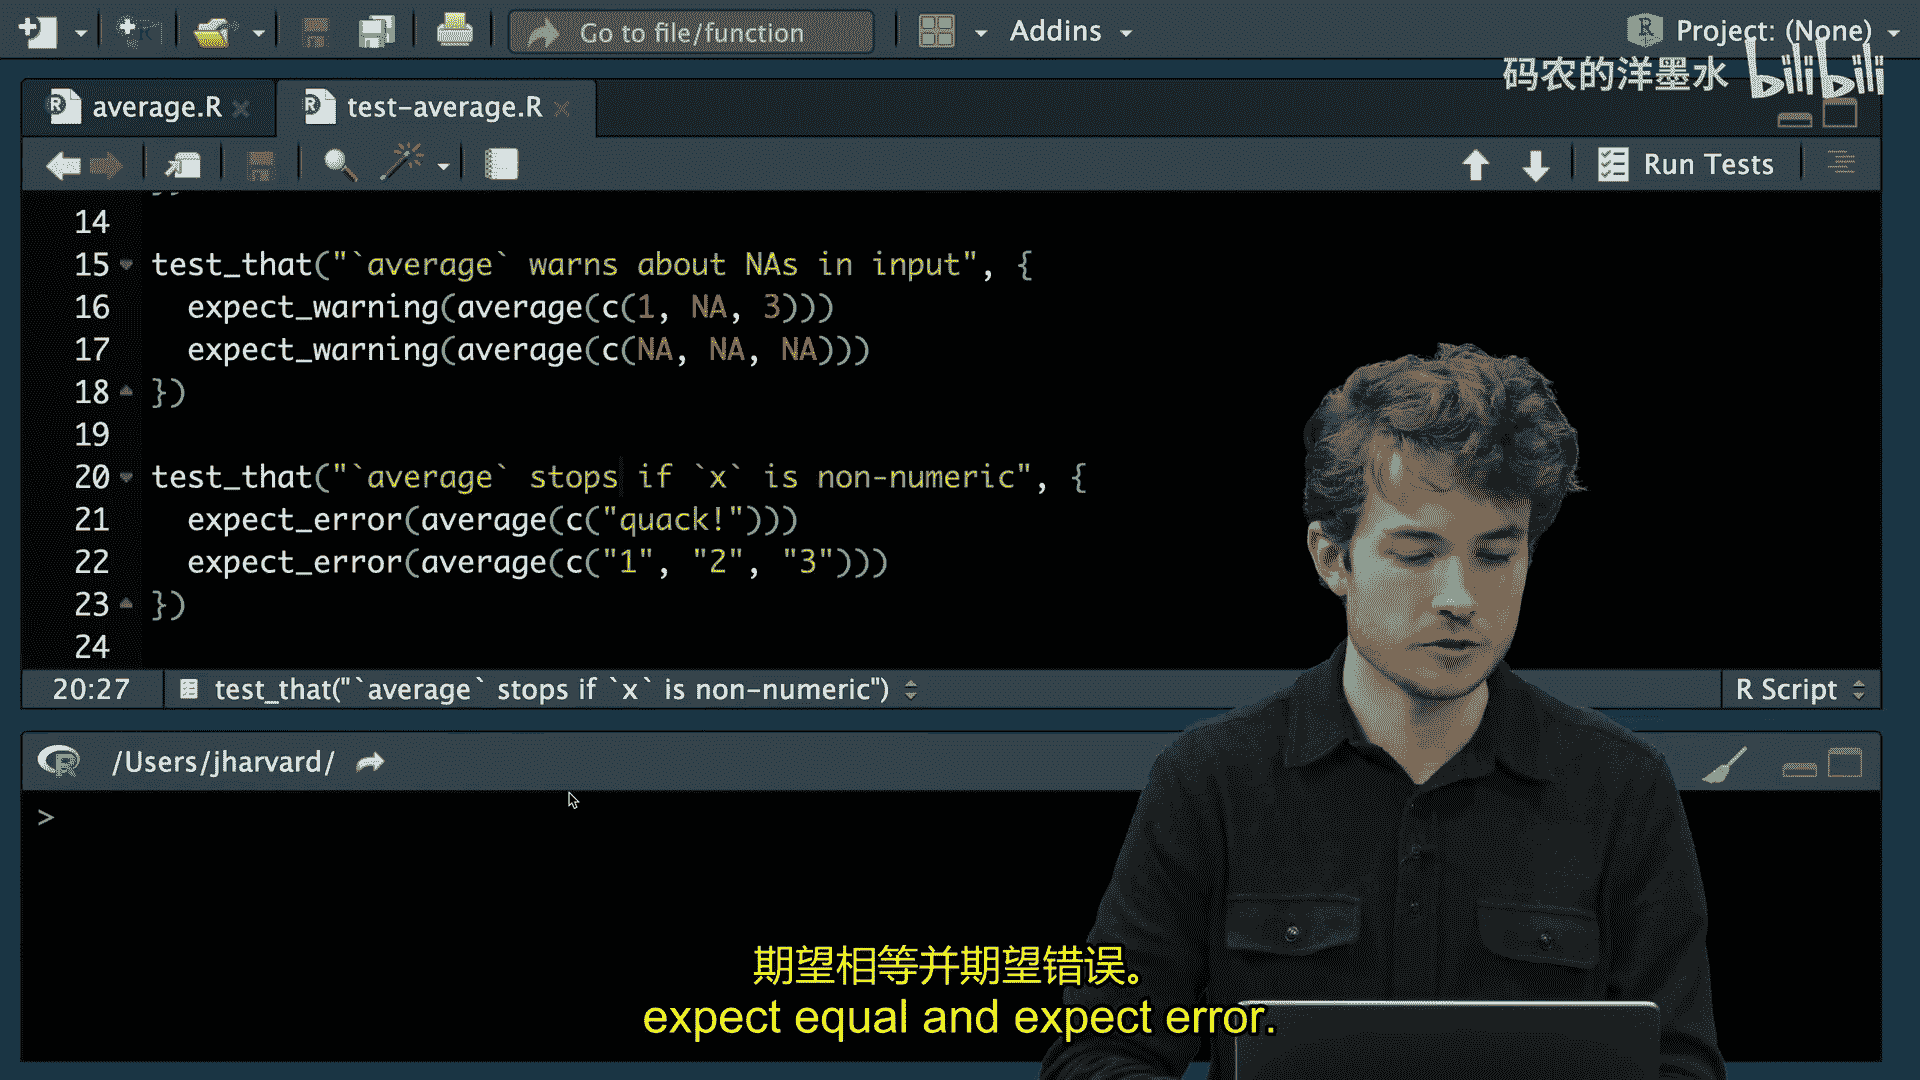 Go to file/function
Addins
Project: (None)
码农的洋墨水 bilibili
average.R
test-average.R
Run Tests
14
15 test_that("`average` warns about NAs in input", {
16 expect_warning(average(c(1, NA, 3)))
17 expect_warning(average(c(NA, NA, NA)))
18 })
19
20 test_that("`average` stops if `x` is non-numeric", {
21 expect_error(average(c("quack!")))
22 expect_error(average(c("1", "2", "3")))
23 })
24
20:27 test_that("`average` stops if `x` is non-numeric") R Script
/Users/jharvard/
>
期望相等并期望错误。
expect equal and expect error.